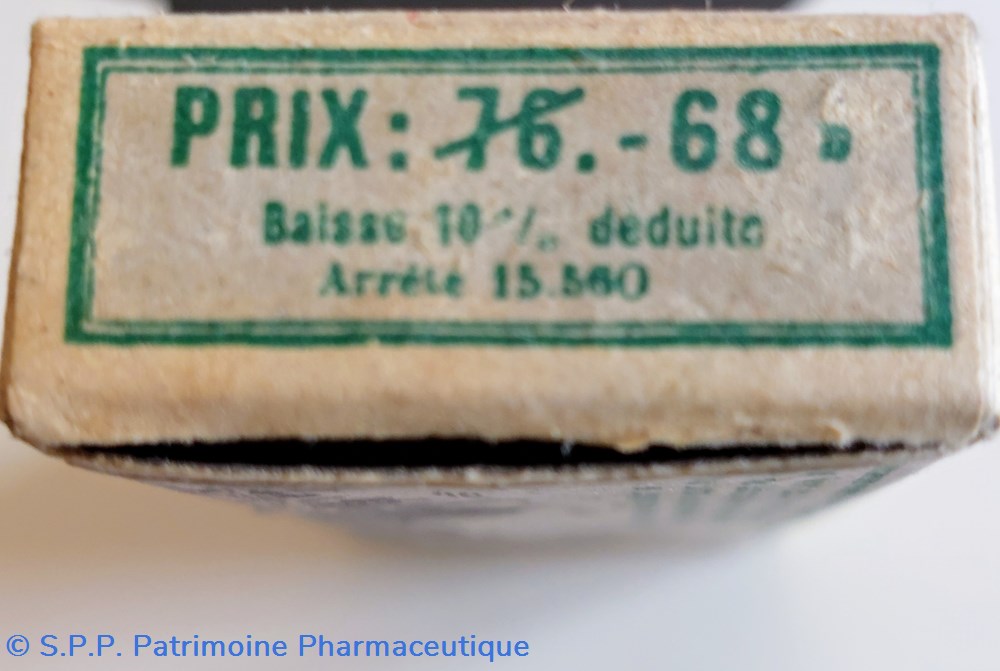 PRIX: 76.-68 »
Baisse 10 % deduite
Arrêté 15.560
© S.P.P. Patrimoine Pharmaceutique